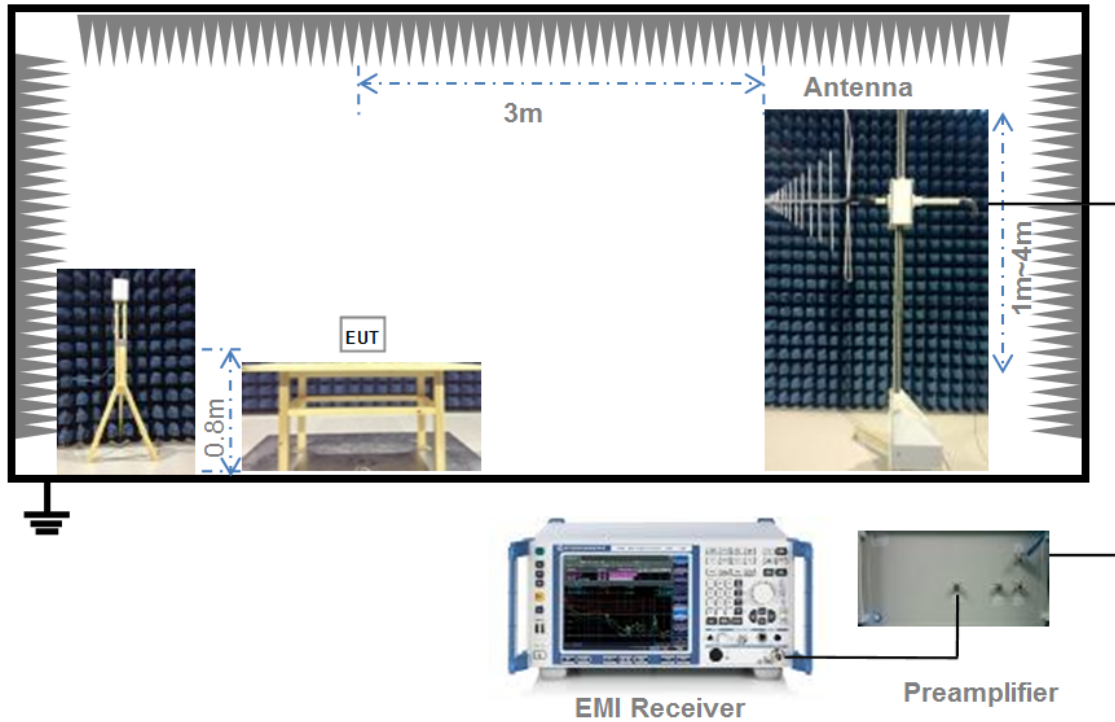 Antenna
3m
1m~4m
EUT
0.8m
EMI Receiver
Preamplifier